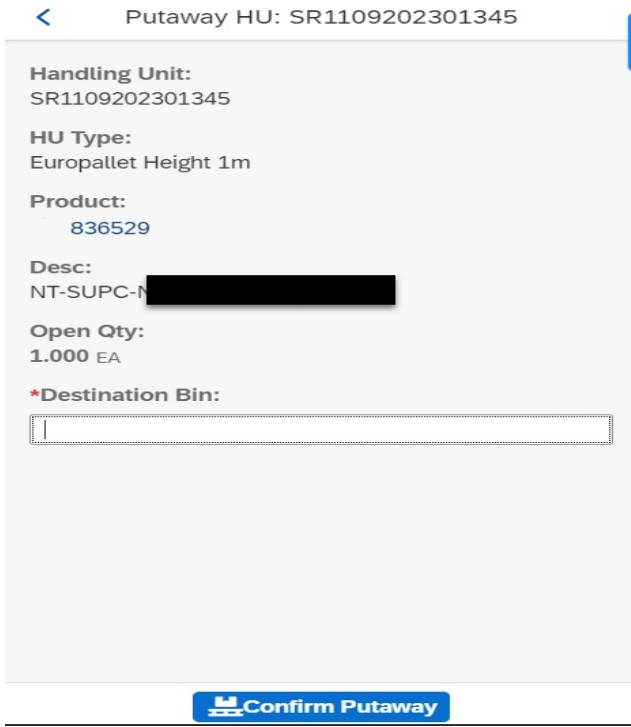 Putaway HU: SR1109202301345
Handling Unit:
SR1109202301345
HU Type:
Europallet Height 1m
Product:
836529
Desc:
NT-SUPC-
Open Qty:
1.000 EA
*Destination Bin:
Confirm Putaway